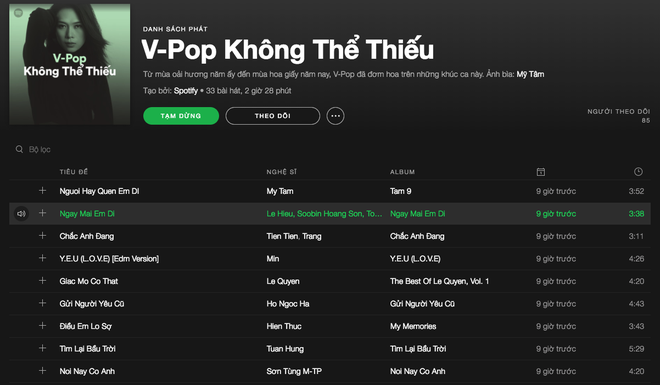 V-Pop
Không Thể Thiếu
DANH SÁCH PHÁT
V-Pop Không Thể Thiếu
Từ mùa oải hương năm ấy đến mùa hoa giấy năm nay, V-Pop đã đơm hoa trên những khúc ca này. Ảnh bìa: Mỹ Tâm
Tạo bởi: Spotify • 33 bài hát, 2 giờ 28 phút
TẠM DỪNG THEO DÕI
NGƯỜI THEO DÕI
85
Bộ lọc
TIÊU ĐỀ NGHỆ SĨ ALBUM
Nguoi Hay Quen Em Di My Tam Tam 9 9 giờ trước 3:52
Ngay Mai Em Di Le Hieu, Soobin Hoang Son, To... Ngay Mai Em Di 9 giờ trước 3:38
Chắc Anh Đang Tien Tien, Trang Chắc Anh Đang 9 giờ trước 3:11
Y.E.U (L.O.V.E) [Edm Version] Min Y.E.U (L.O.V.E) 9 giờ trước 4:26
Giac Mo Co That Le Quyen The Best Of Le Quyen, Vol. 1 9 giờ trước 4:20
Gửi Người Yêu Cũ Ho Ngoc Ha Gửi Người Yêu Cũ 9 giờ trước 4:43
Điều Em Lo Sợ Hien Thuc My Memories 9 giờ trước 4:43
Tìm Lại Bầu Trời Tuan Hung Tìm Lại Bầu Trời 9 giờ trước 5:29
Noi Nay Co Anh Sơn Tùng M-TP Noi Nay Co Anh 9 giờ trước 4:20